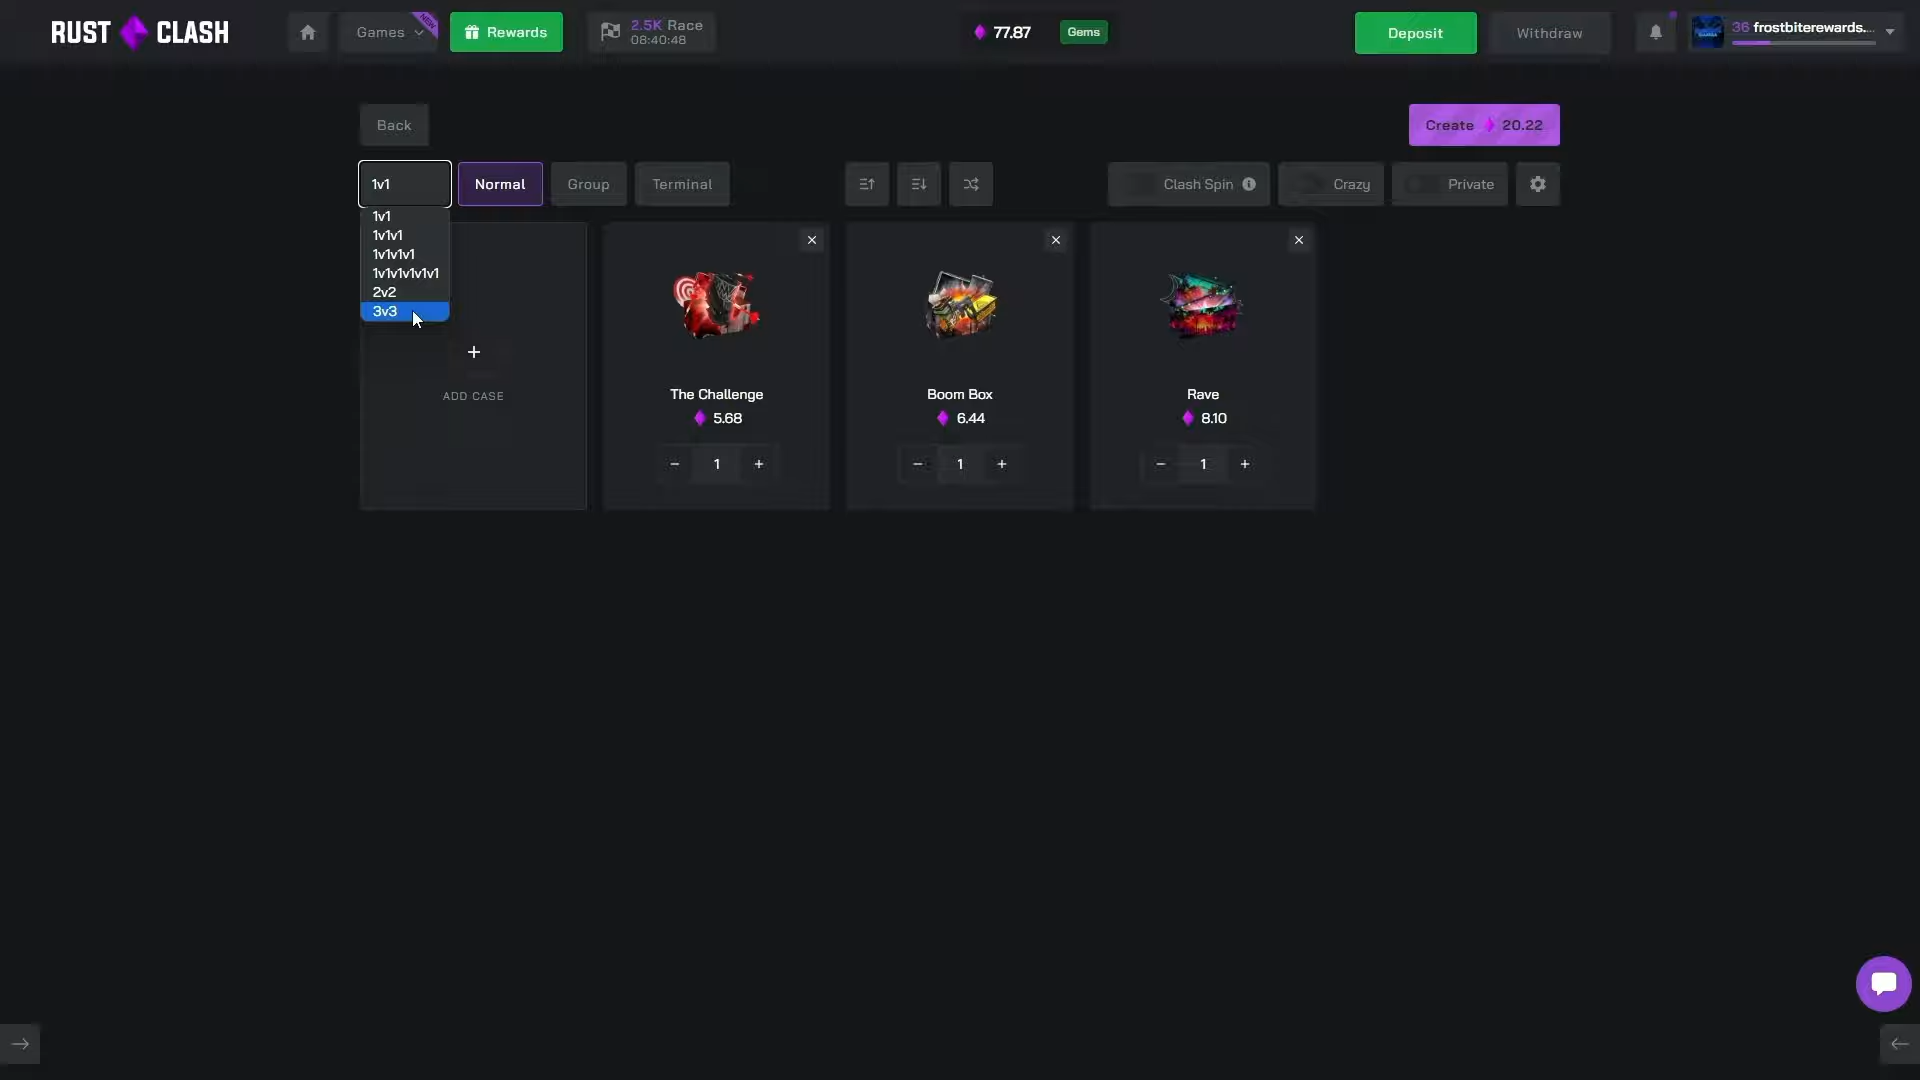 RUST CLASH
Games
NEW
Rewards
2.5K Race
08:40:48
77.87
Gems
Deposit
Withdraw
36 frostbiterewards....
Back
Create 20.22
1v1
Normal
Group
Terminal
Clash Spin
Crazy
Private
1v1
1v1v1
1v1v1v1
1v1v1v1v1v1
2v2
3v3
+
ADD CASE
The Challenge
5.68
− 1 +
Boom Box
6.44
− 1 +
Rave
8.10
− 1 +